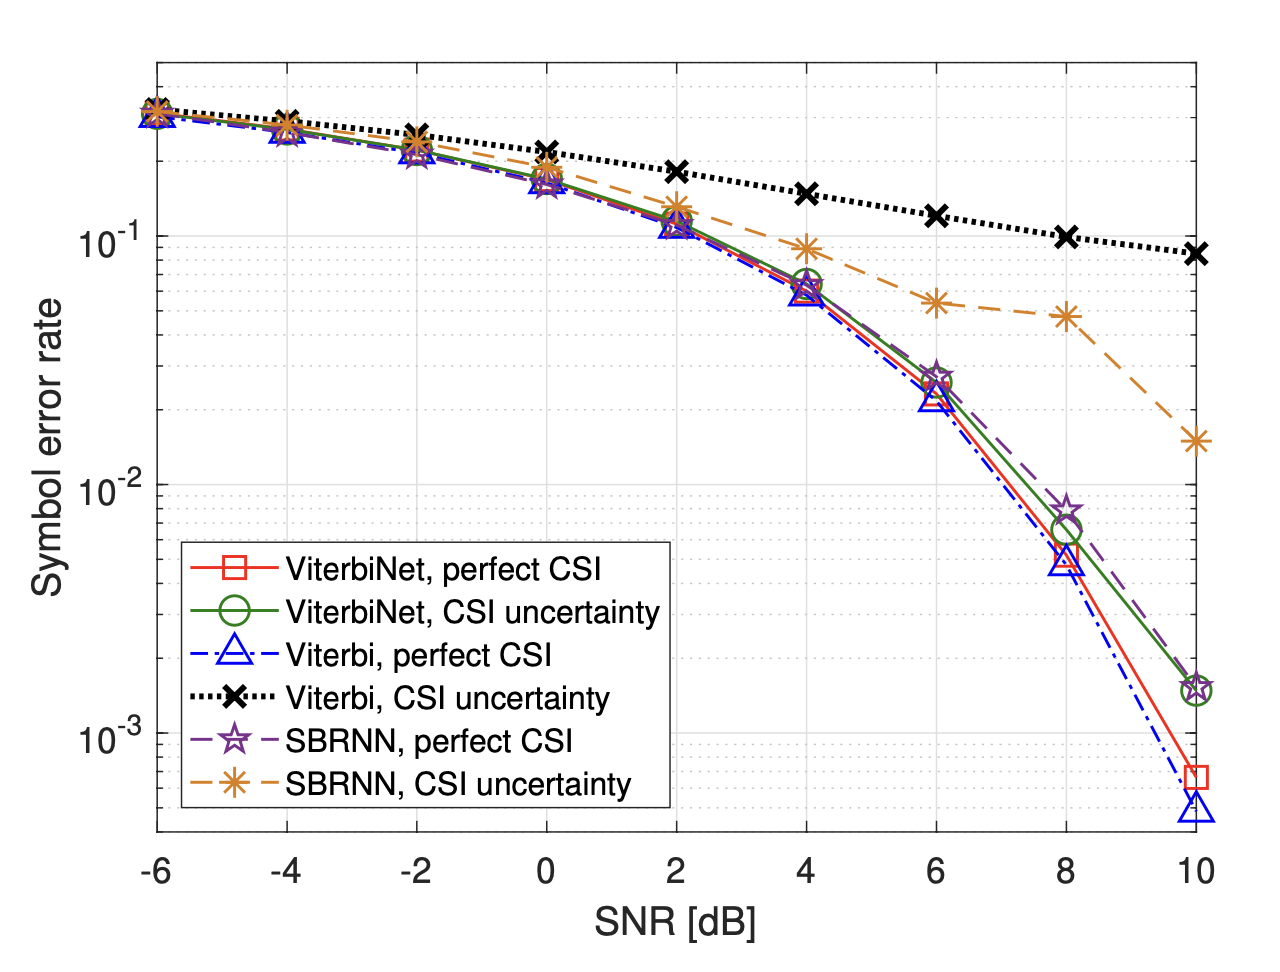 Symbol error rate
10-1
10-2
10-3
ViterbiNet, perfect CSI
ViterbiNet, CSI uncertainty
Viterbi, perfect CSI
Viterbi, CSI uncertainty
SBRNN, perfect CSI
SBRNN, CSI uncertainty
-6 -4 -2 0 2 4 6 8 10
SNR [dB]